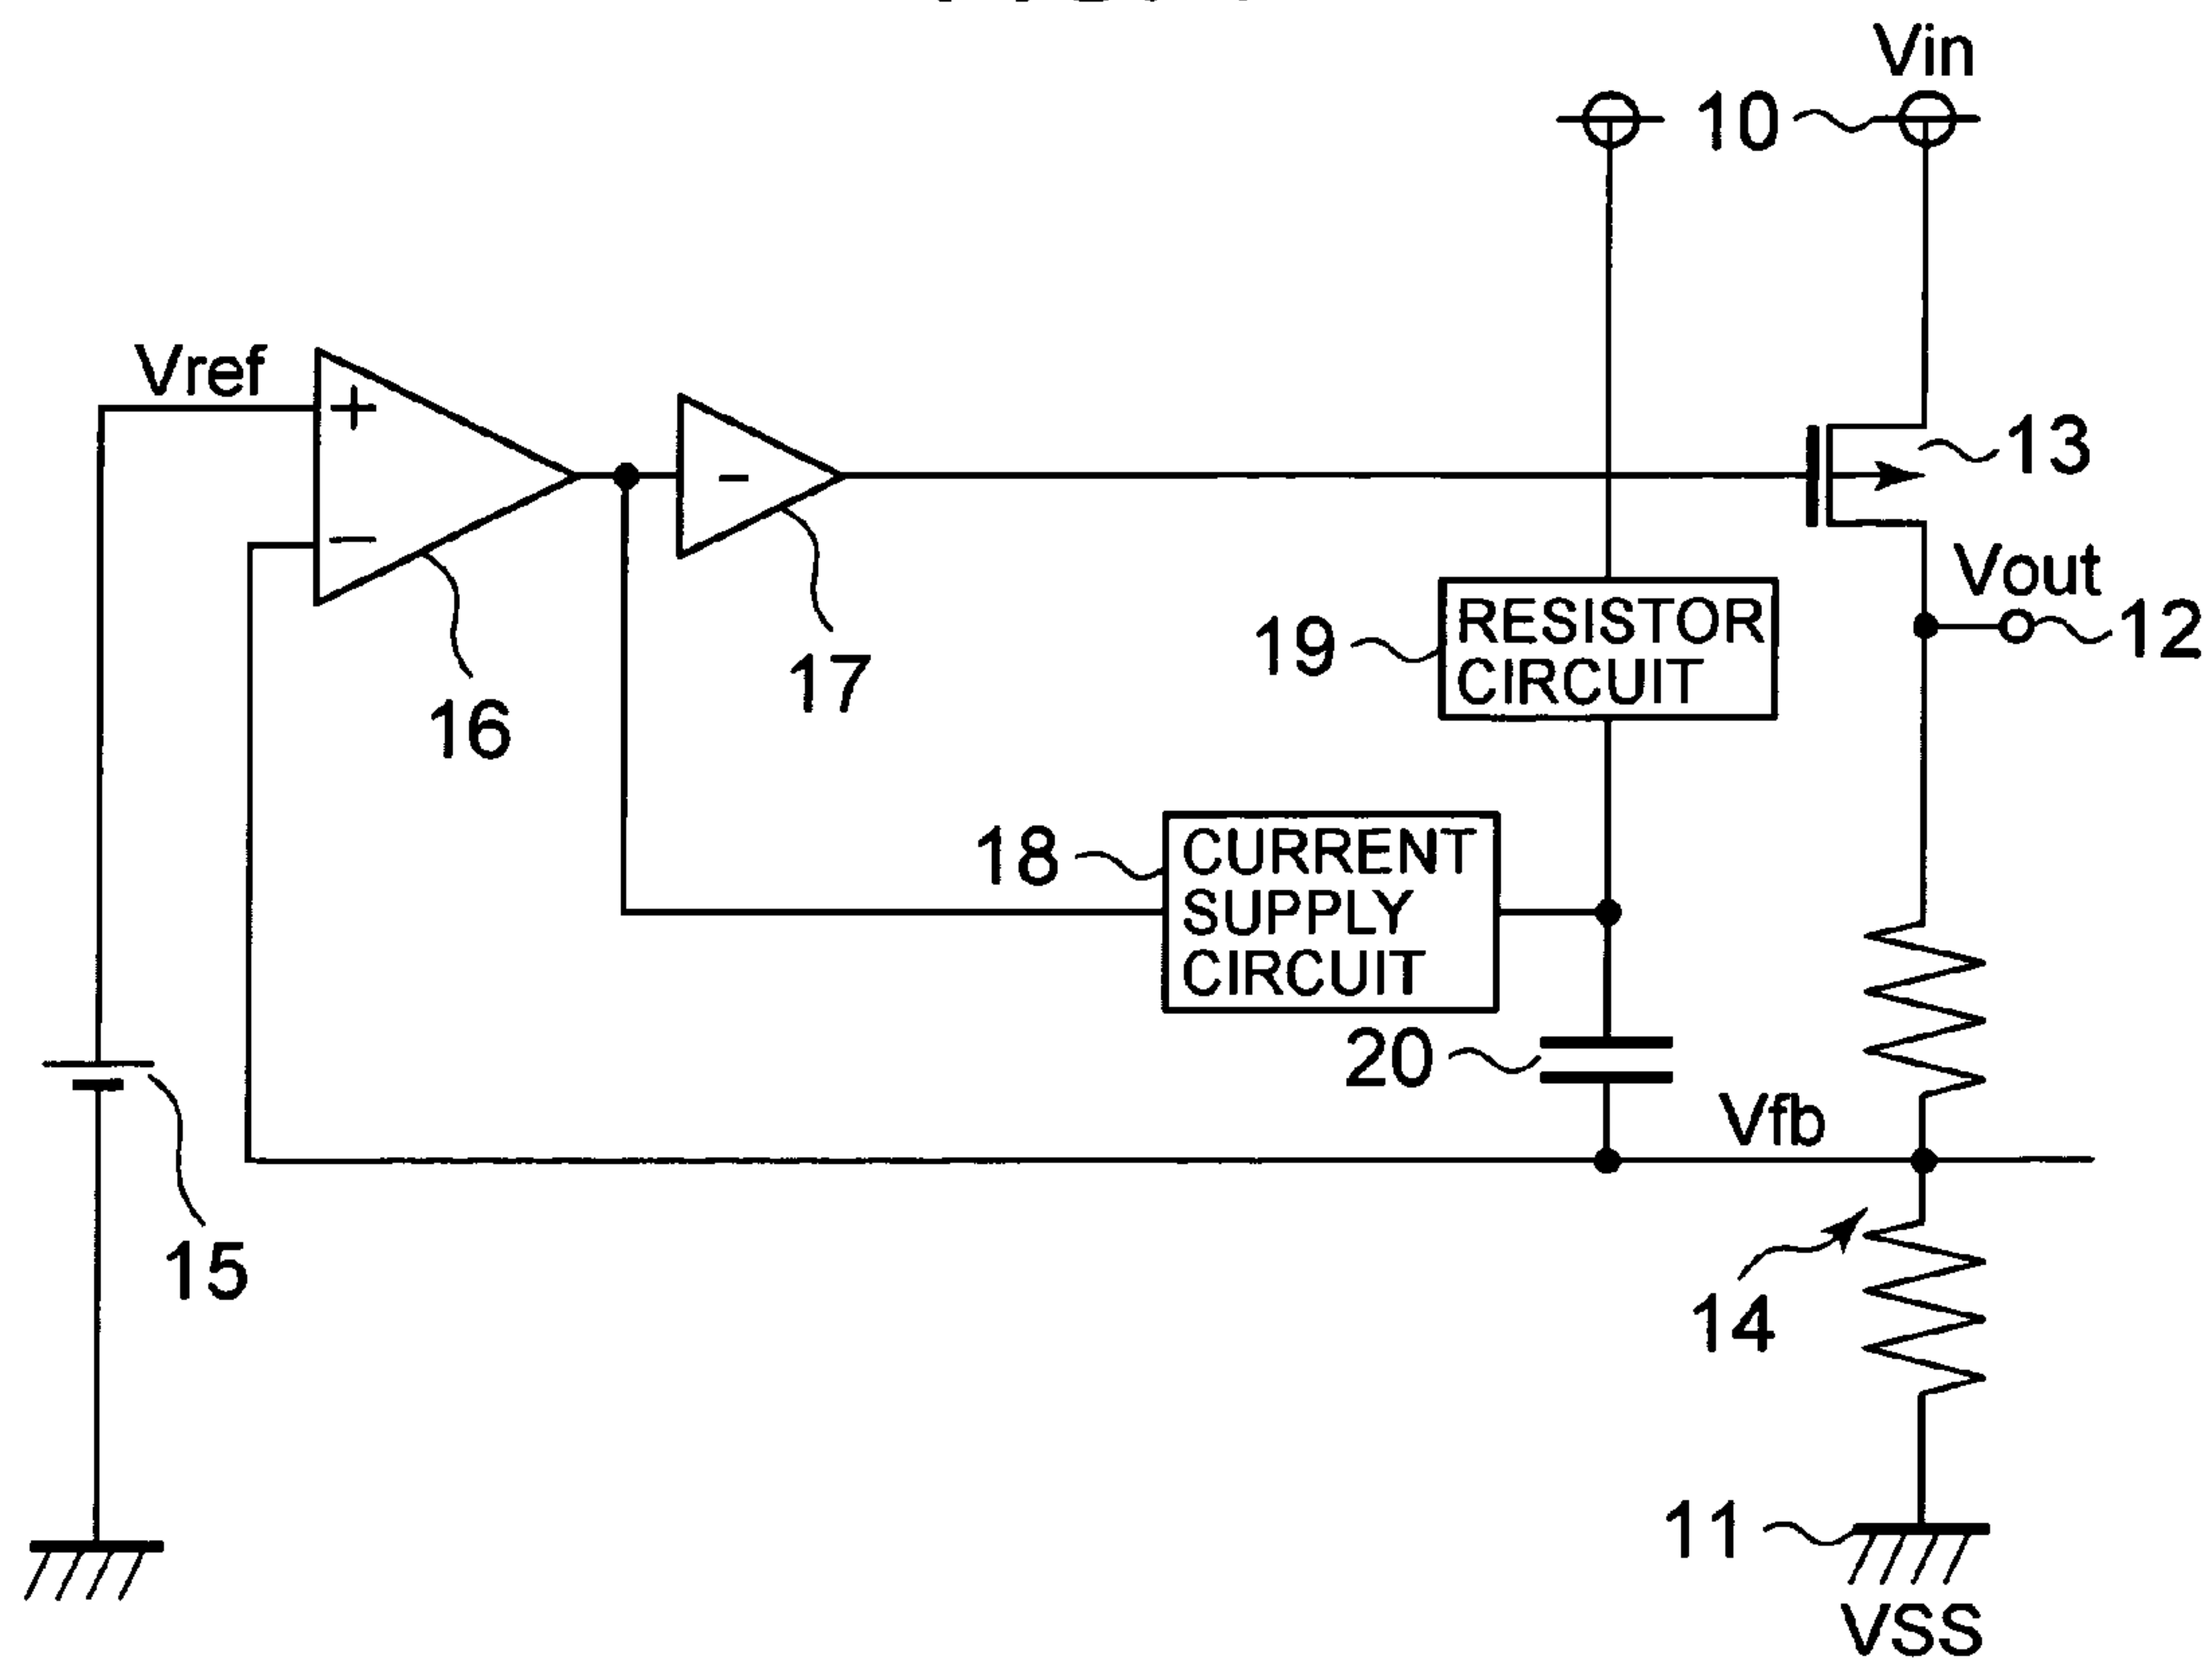 Vin
10
Vref
+
13
-
Vout
12
RESISTOR
CIRCUIT
19
−
17
16
CURRENT
SUPPLY
CIRCUIT
18
20
Vfb
15
14
11
VSS